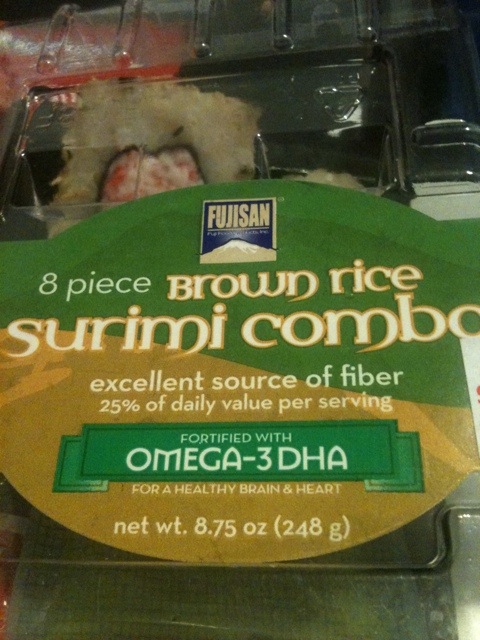 FUJISAN
8 piece Brown rice
surimi combo
excellent source of fiber
25% of daily value per serving
FORTIFIED WITH
OMEGA-3 DHA
FOR A HEALTHY BRAIN & HEART
net wt. 8.75 oz (248 g)